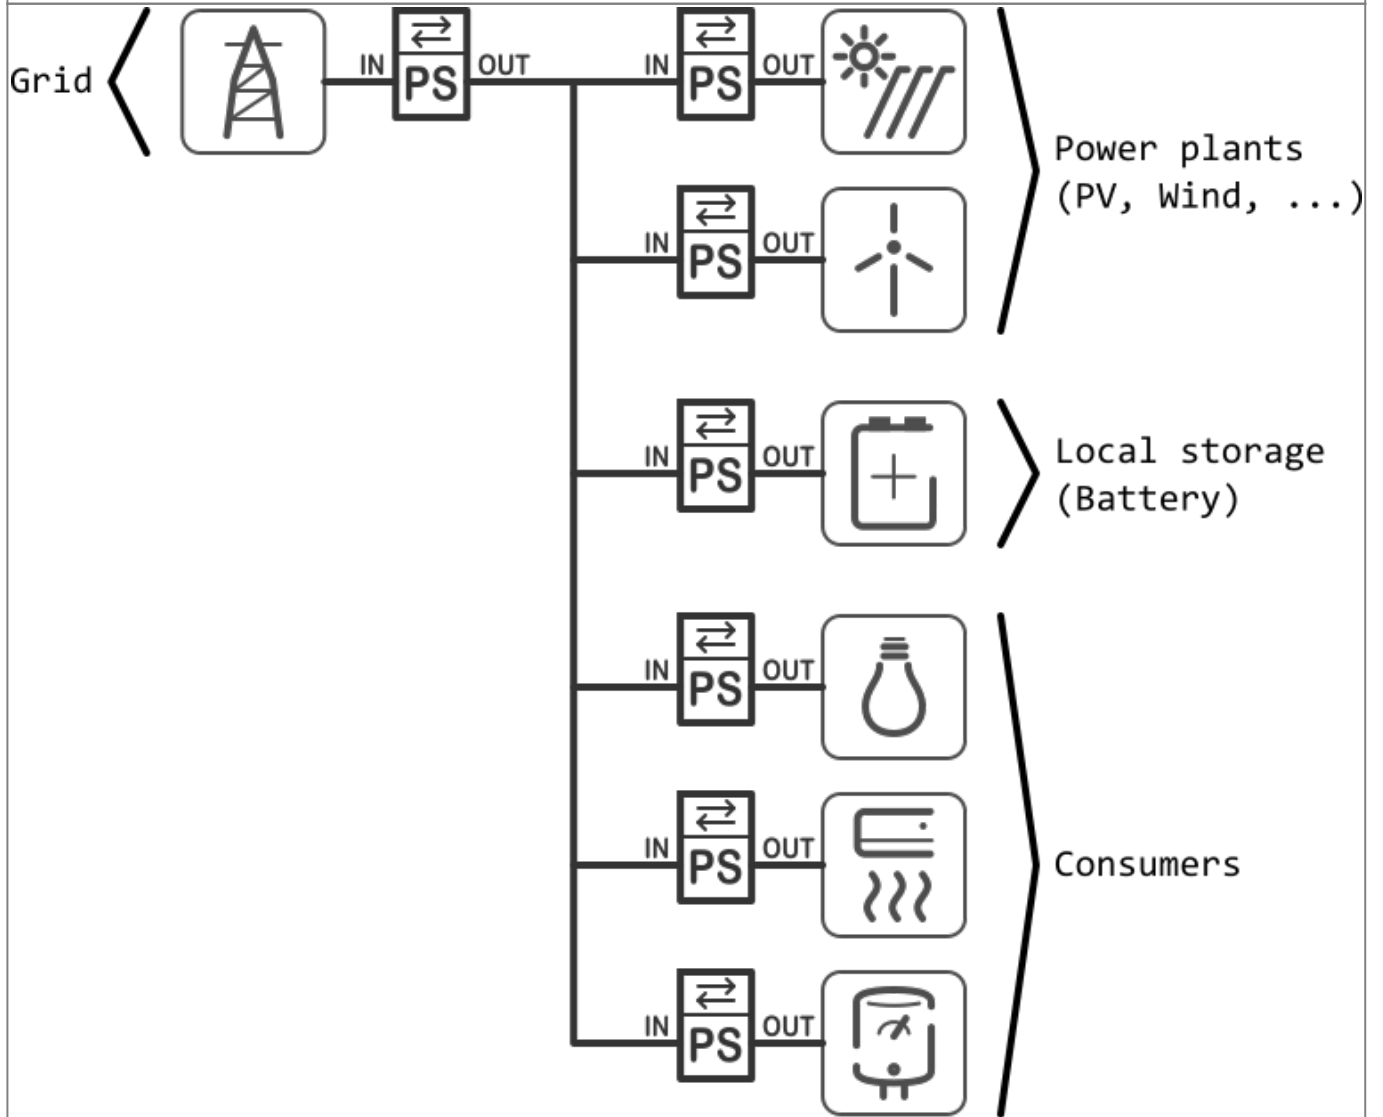 Grid
IN PS OUT
IN PS OUT
Power plants
(PV, Wind, ...)
IN PS OUT
IN PS OUT
Local storage
(Battery)
IN PS OUT
IN PS OUT
Consumers
IN PS OUT